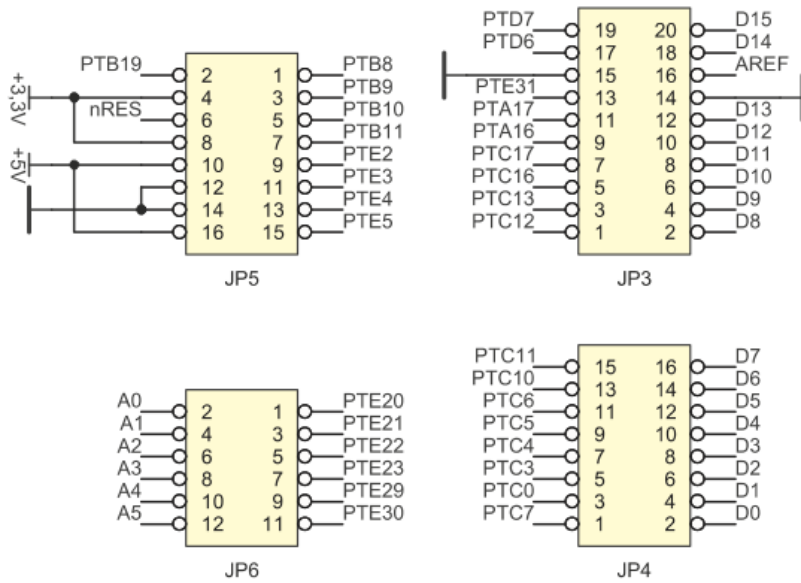 PTB19 2 1 PTB8
+3,3V 4 3 PTB9
nRES 6 5 PTB10
8 7 PTB11
+5V 10 9 PTE2
12 11 PTE3
14 13 PTE4
16 15 PTE5
JP5
PTD7 19 20 D15
PTD6 17 18 D14
15 16 AREF
PTE31 13 14
PTA17 11 12 D13
PTA16 9 10 D12
PTC17 7 8 D11
PTC16 5 6 D10
PTC13 3 4 D9
PTC12 1 2 D8
JP3
A0 2 1 PTE20
A1 4 3 PTE21
A2 6 5 PTE22
A3 8 7 PTE23
A4 10 9 PTE29
A5 12 11 PTE30
JP6
PTC11 15 16 D7
PTC10 13 14 D6
PTC6 11 12 D5
PTC5 9 10 D4
PTC4 7 8 D3
PTC3 5 6 D2
PTC0 3 4 D1
PTC7 1 2 D0
JP4